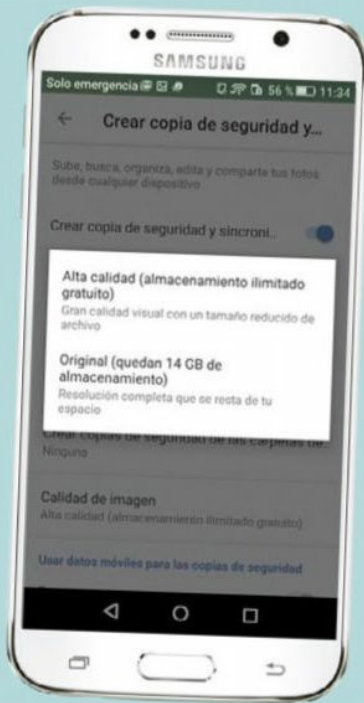 SAMSUNG
Solo emergencia 56 % 11:34
Crear copia de seguridad y...
Sube, busca, organiza, edita y comparte tus fotos
desde cualquier dispositivo
Crear copia de seguridad y sincroni..
Alta calidad (almacenamiento ilimitado
gratuito)
Gran calidad visual con un tamaño reducido de
archivo
Original (quedan 14 GB de
almacenamiento)
Resolución completa que se resta de tu
espacio
Crear copias de seguridad de las carpetas de
Ninguno
Calidad de imagen
Alta calidad (almacenamiento ilimitado gratuito)
Usar datos móviles para las copias de seguridad